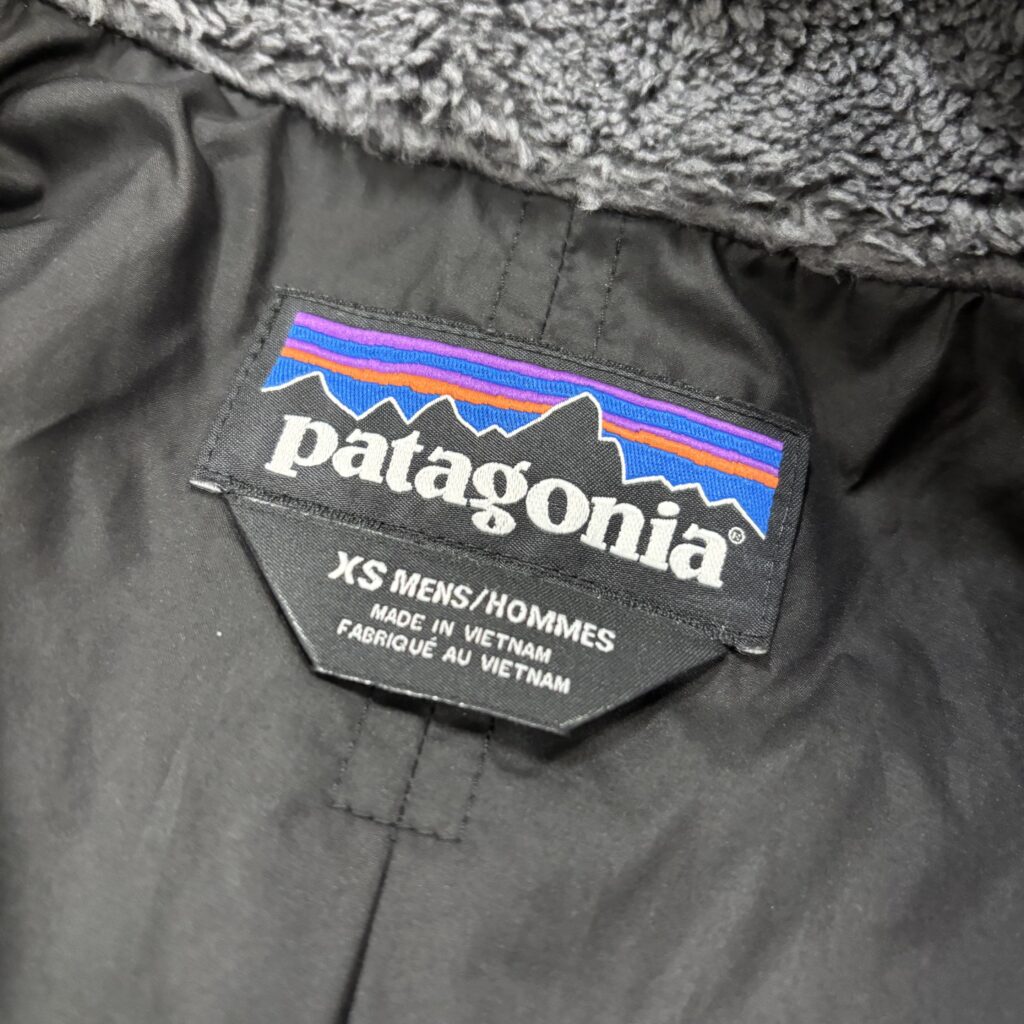 patagonia®
XS MENS/HOMMES
MADE IN VIETNAM
FABRIQUÉ AU VIETNAM